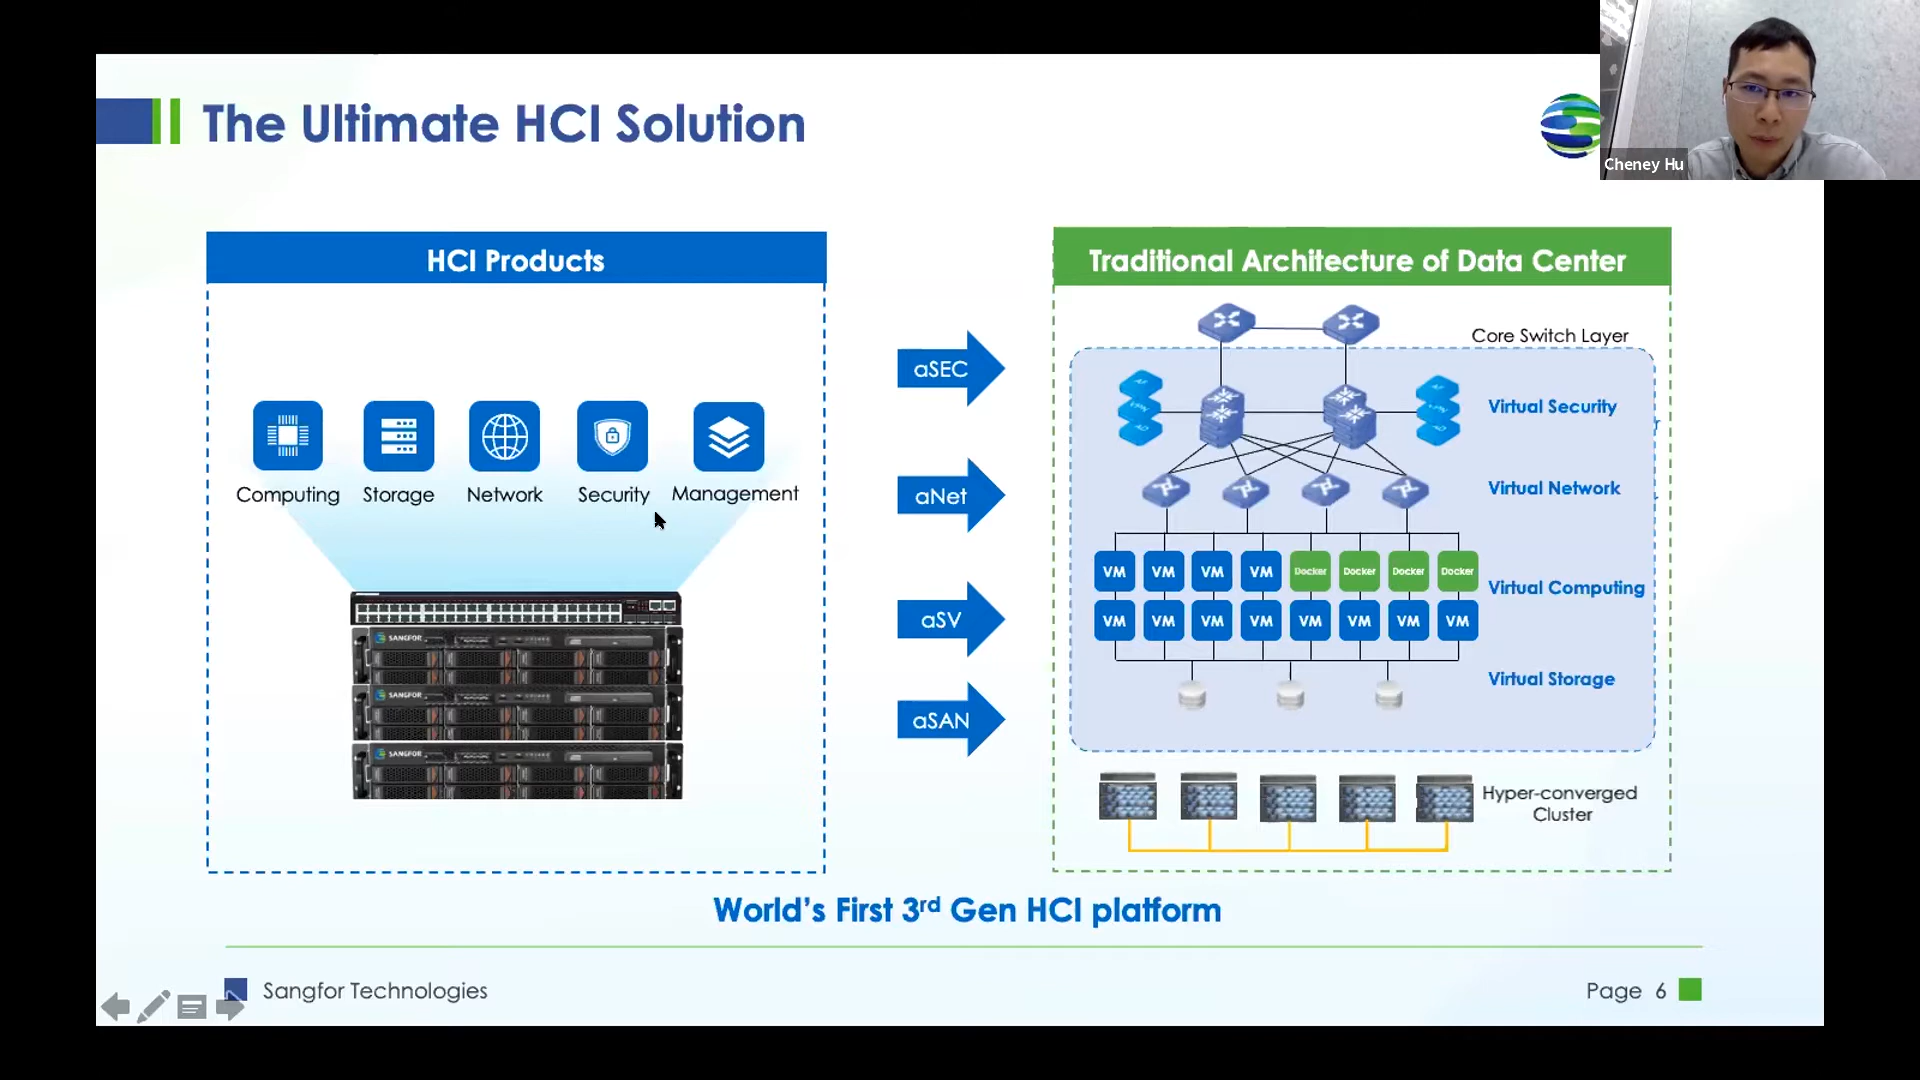 The Ultimate HCI Solution
Cheney Hu
HCI Products
Computing
Storage
Network
Security
Management
SANGFOR
SANGFOR
SANGFOR
aSEC
aNet
aSV
aSAN
Traditional Architecture of Data Center
Core Switch Layer
Virtual Security
Virtual Network
VM VM VM VM Docker Docker Docker Docker
Virtual Computing
VM VM VM VM VM VM VM VM
Virtual Storage
Hyper-converged
Cluster
World's First 3rd Gen HCI platform
Sangfor Technologies
Page 6